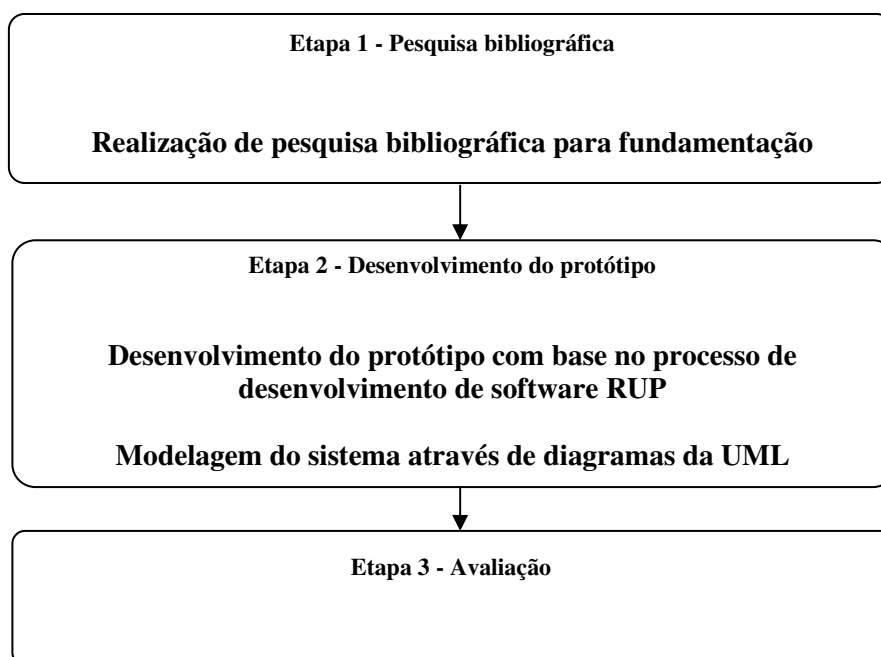 Etapa 1 - Pesquisa bibliográfica
Realização de pesquisa bibliográfica para fundamentação
Etapa 2 - Desenvolvimento do protótipo
Desenvolvimento do protótipo com base no processo de
desenvolvimento de software RUP
Modelagem do sistema através de diagramas da UML
Etapa 3 - Avaliação